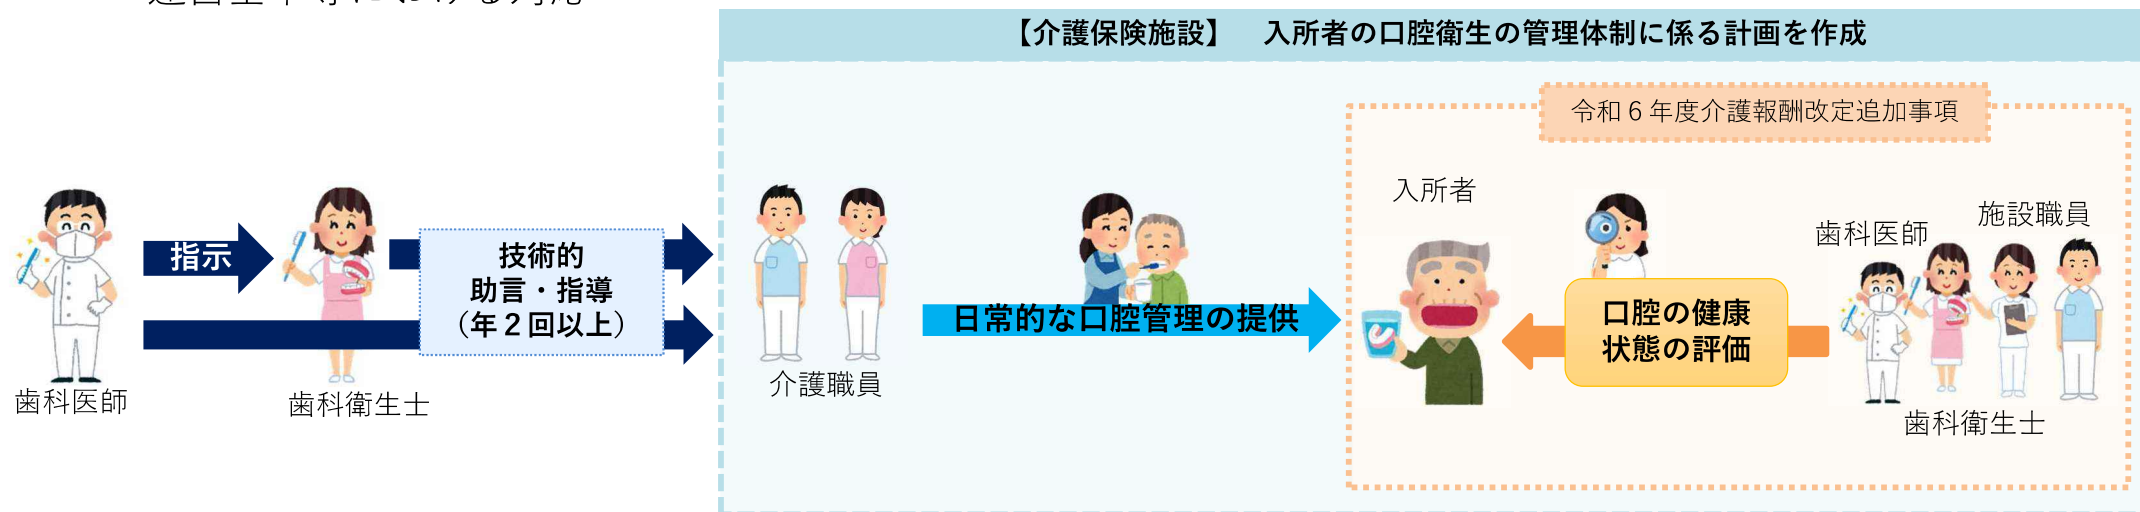 【介護保険施設】 入所者の口腔衛生の管理体制に係る計画を作成
令和６年度介護報酬改定追加事項
指示
技術的
助言・指導
（年２回以上）
歯科医師
歯科衛生士
介護職員
日常的な口腔管理の提供
入所者
口腔の健康
状態の評価
歯科医師
施設職員
歯科衛生士